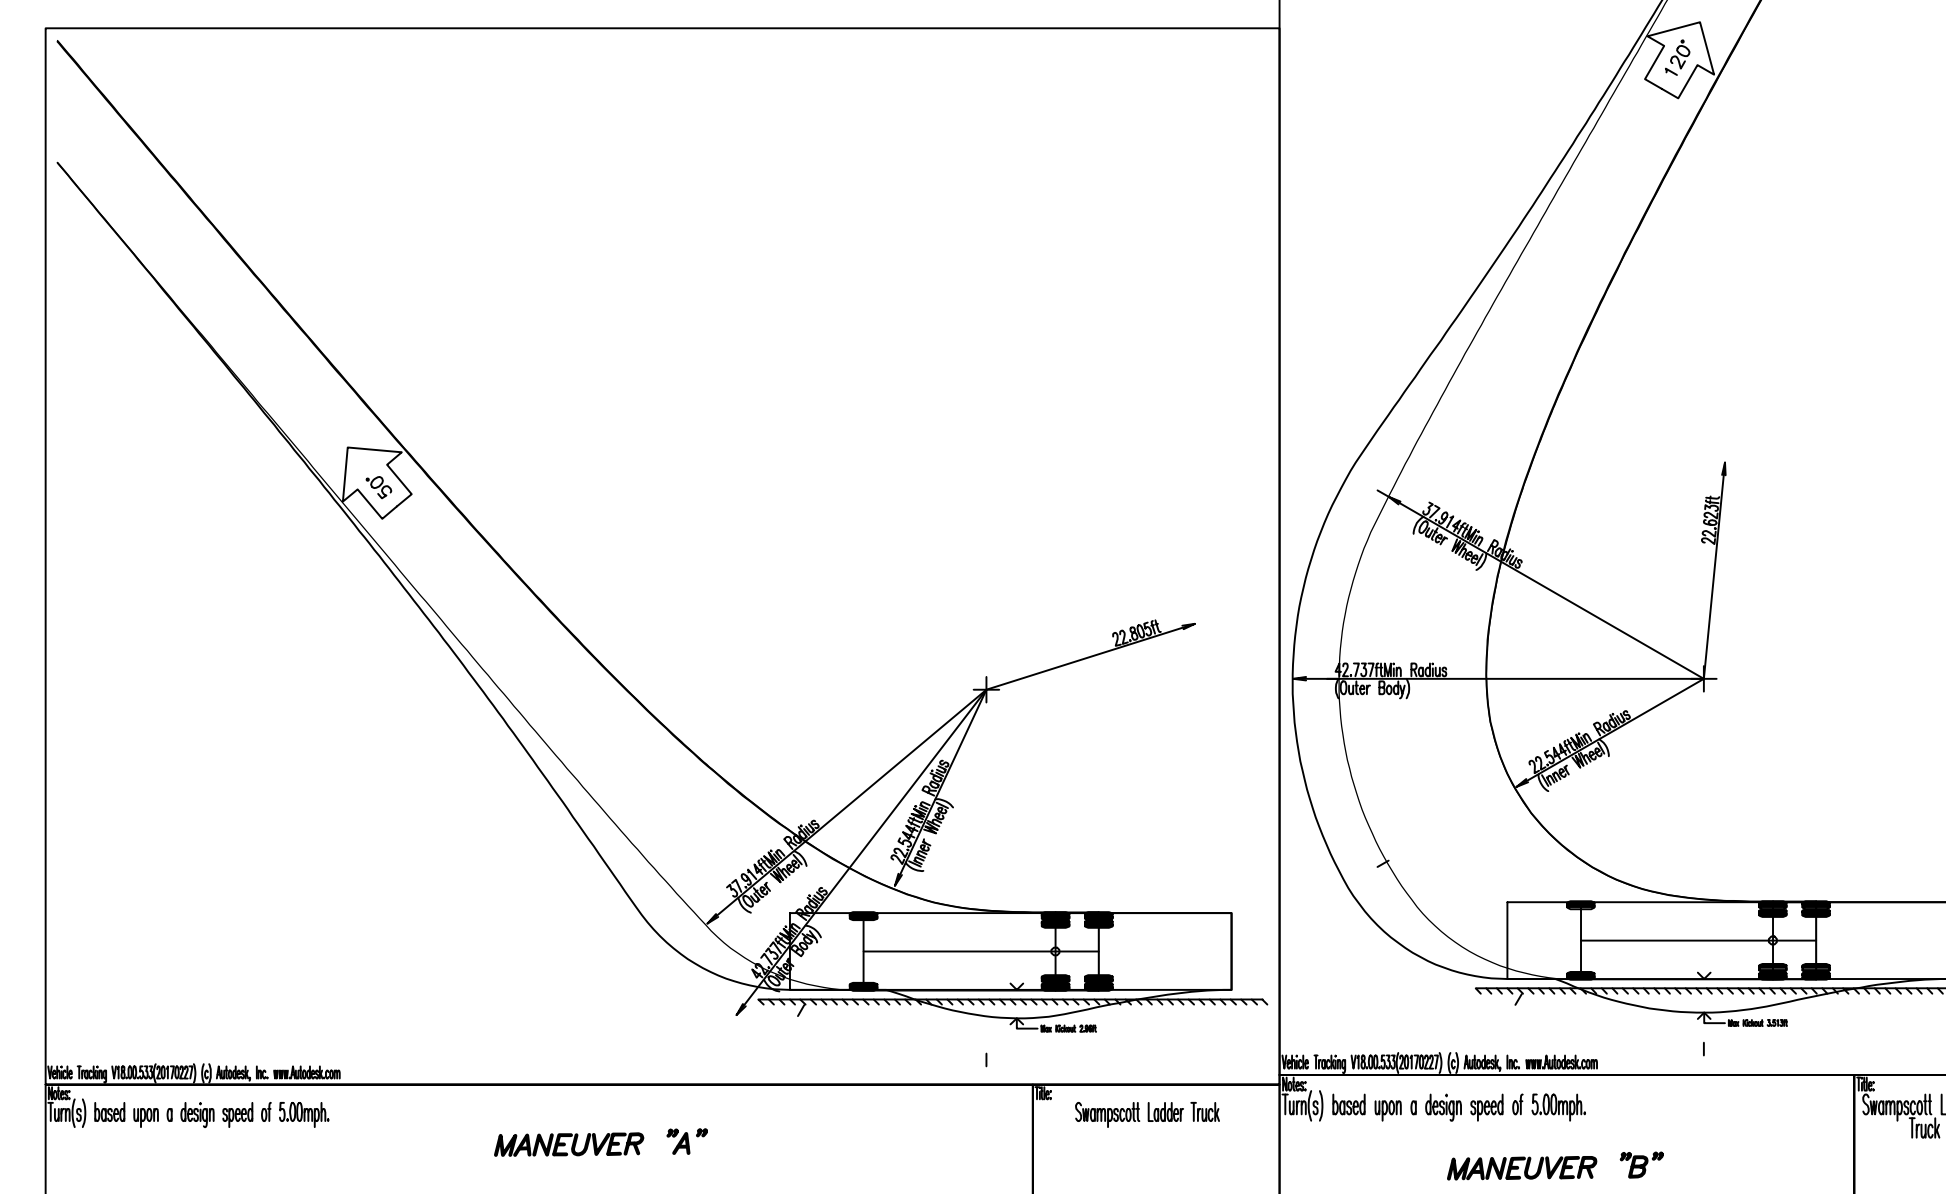 50°
22.805ft
37.914ftMin Radius
(Outer Wheel)
22.544ftMin Radius
(Inner Wheel)
42.737ftMin Radius
(Outer Body)
Vehicle Tracking V18.00.533(20170227) (c) Autodesk, Inc. www.Autodesk.com
Notes:
Turn(s) based upon a design speed of 5.00mph.
MANEUVER "A"
Title:
Swampscott Ladder Truck
120°
37.914ftMin Radius
(Outer Wheel)
22.623ft
42.737ftMin Radius
(Outer Body)
22.544ftMin Radius
(Inner Wheel)
Max Kickout 3.513ft
Vehicle Tracking V18.00.533(20170227) (c) Autodesk, Inc. www.Autodesk.com
Notes:
Turn(s) based upon a design speed of 5.00mph.
MANEUVER "B"
Title:
Swampscott L
Truck